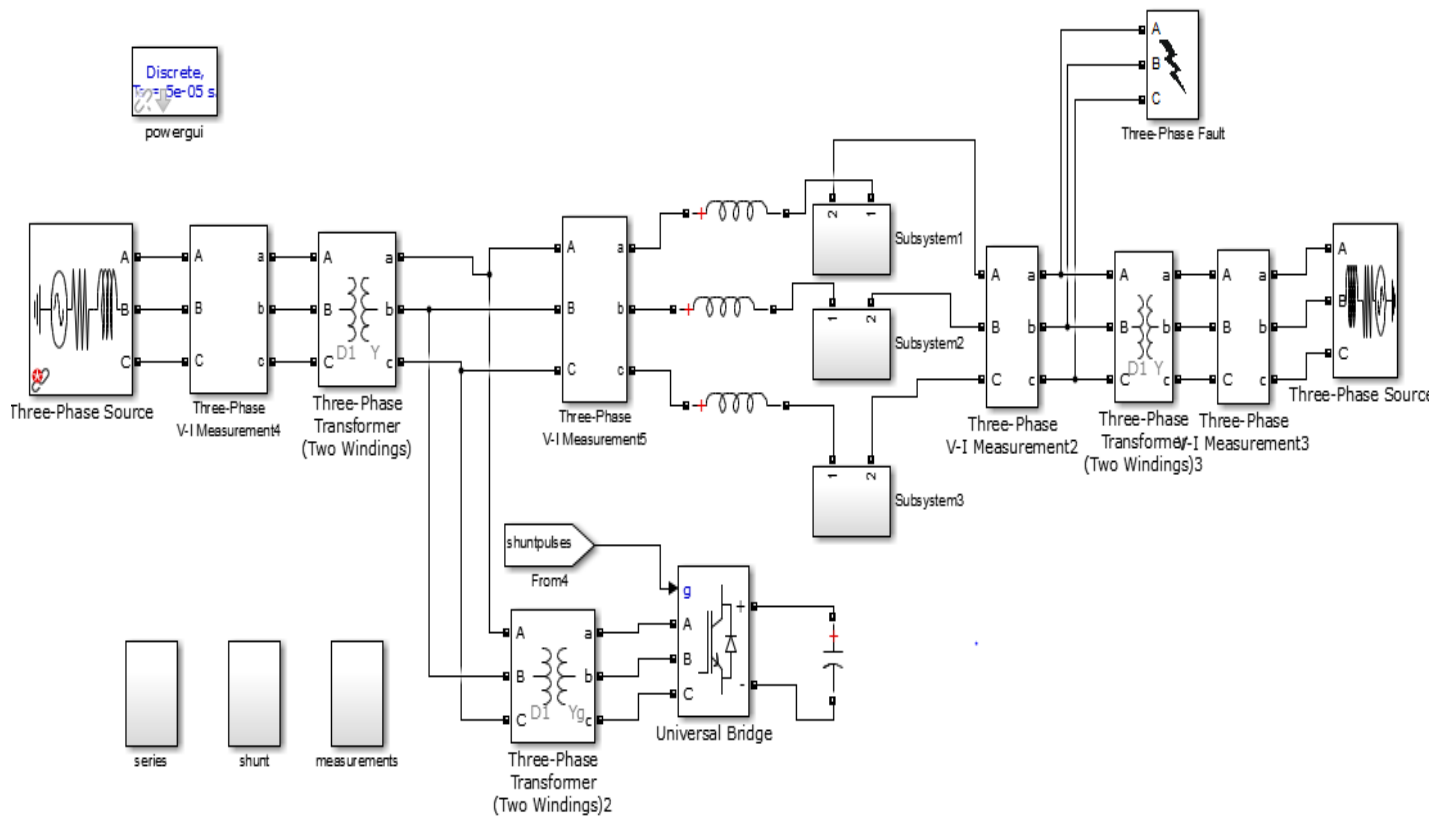 Discrete,
Ts = 5e-05 s.
powergui
A
B
C
Three-Phase Fault
A
B
C
Three-Phase Source
A
B
C
a
b
c
Three-Phase
V-I Measurement4
A
B
C
a
b
c
D1 Y
Three-Phase
Transformer
(Two Windings)
A
B
C
a
b
c
Three-Phase
V-I Measurement5
2
1
Subsystem1
1
2
Subsystem2
1
2
Subsystem3
A
B
C
a
b
c
Three-Phase
V-I Measurement2
A
B
C
a
b
c
D1 Y
Three-Phase
Transformer
(Two Windings)3
A
B
C
a
b
c
Three-Phase
V-I Measurement3
A
B
C
Three-Phase Source
shuntpulses
From4
g
A
B
C
+
-
Universal Bridge
+
A
B
C
a
b
c
D1 Yg
Three-Phase
Transformer
(Two Windings)2
series
shunt
measurements